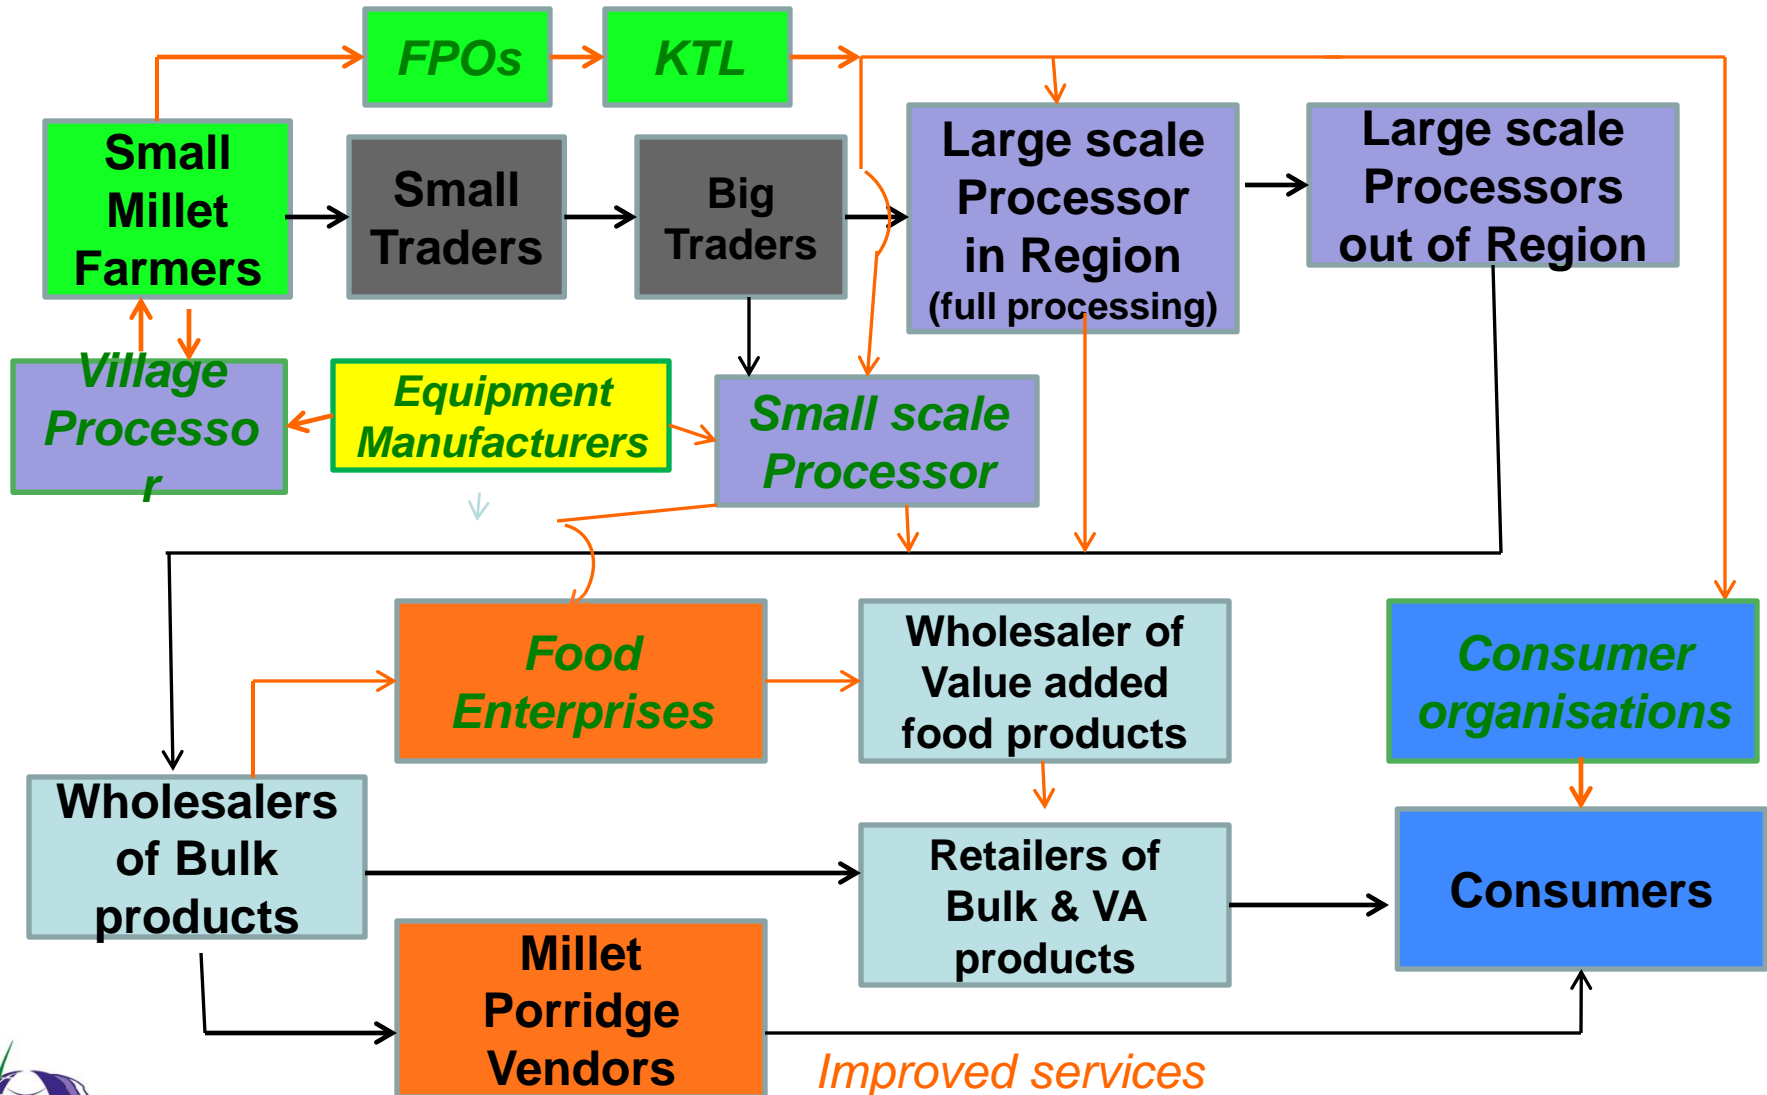 FPOs
KTL
Small
Millet
Farmers
Small
Traders
Big
Traders
Large scale
Processor
in Region
(full processing)
Large scale
Processors
out of Region
Village
Processo
r
Equipment
Manufacturers
Small scale
Processor
Food
Enterprises
Wholesaler of
Value added
food products
Consumer
organisations
Wholesalers
of Bulk
products
Retailers of
Bulk & VA
products
Consumers
Millet
Porridge
Vendors
Improved services